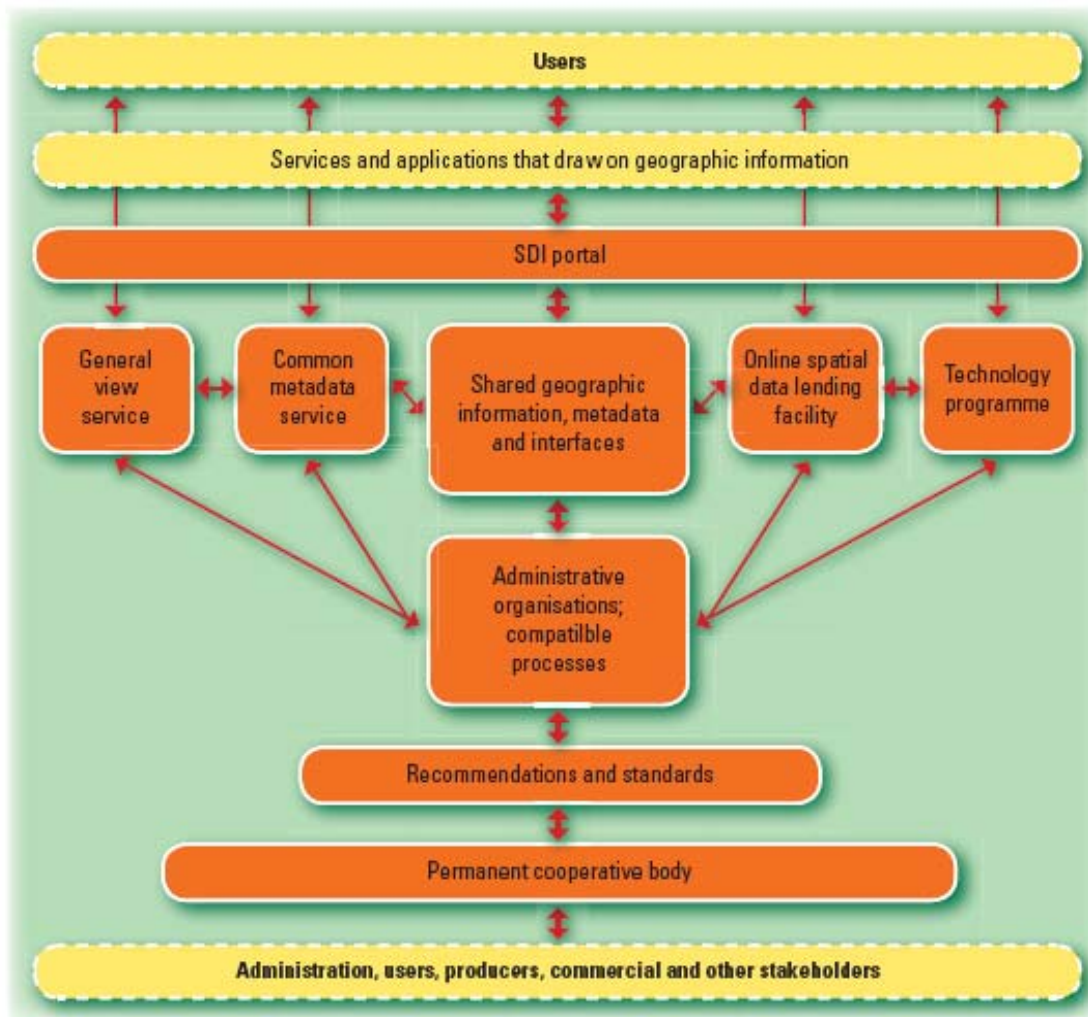 Users
Services and applications that draw on geographic information
SDI portal
General
view
service
Common
metadata
service
Shared geographic
information, metadata
and interfaces
Online spatial
data lending
facility
Technology
programme
Administrative
organisations;
compatilble
processes
Recommendations and standards
Permanent cooperative body
Administration, users, producers, commercial and other stakeholders